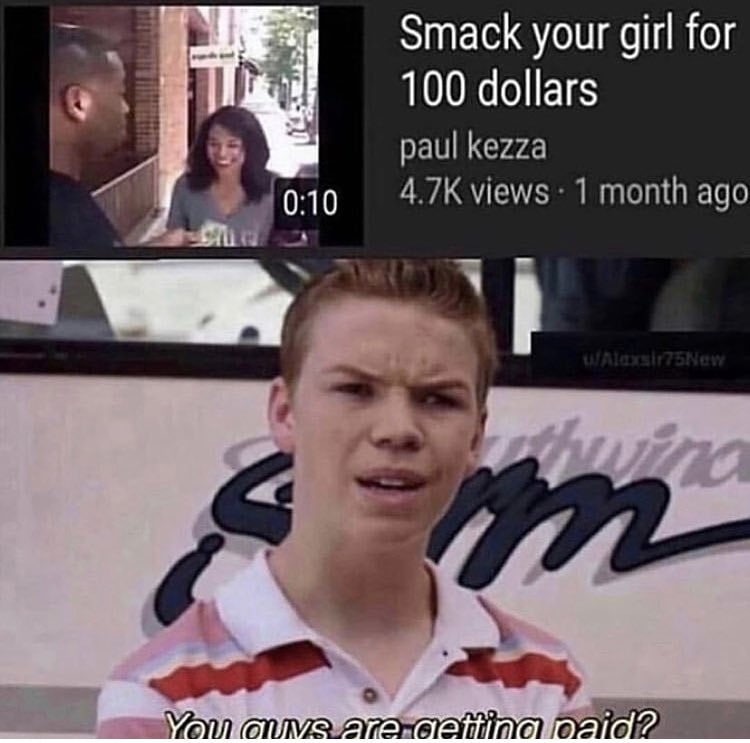 Smack your girl for
100 dollars
paul kezza
4.7K views · 1 month ago
0:10
u/Alexsir75New
You guys are getting paid?